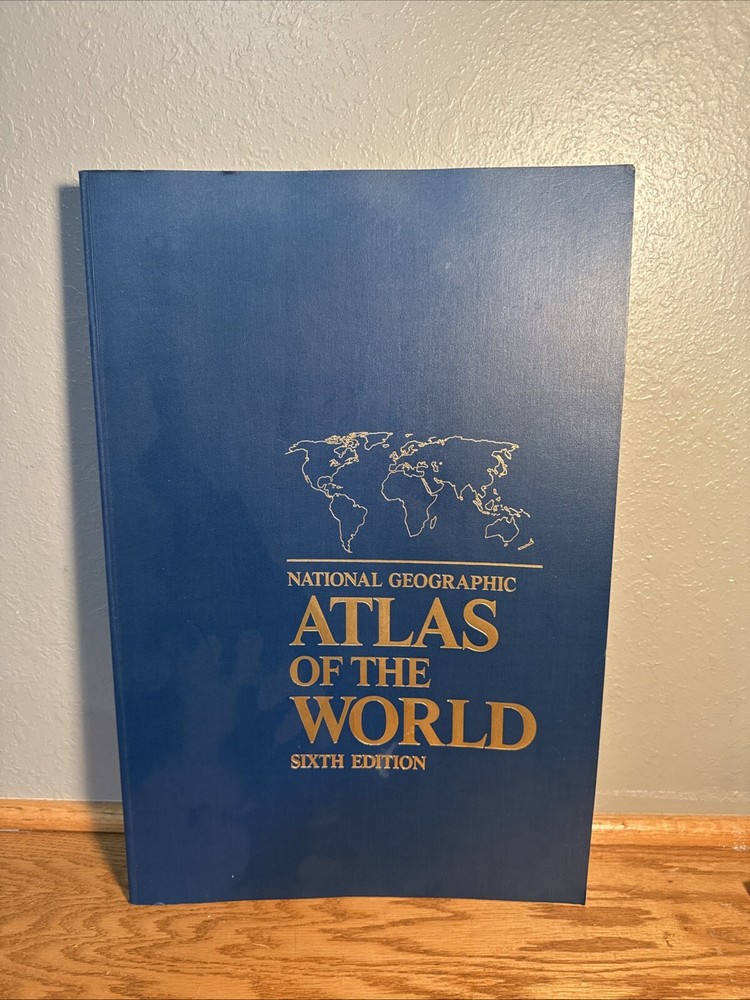 NATIONAL GEOGRAPHIC
ATLAS
OF THE
WORLD
SIXTH EDITION